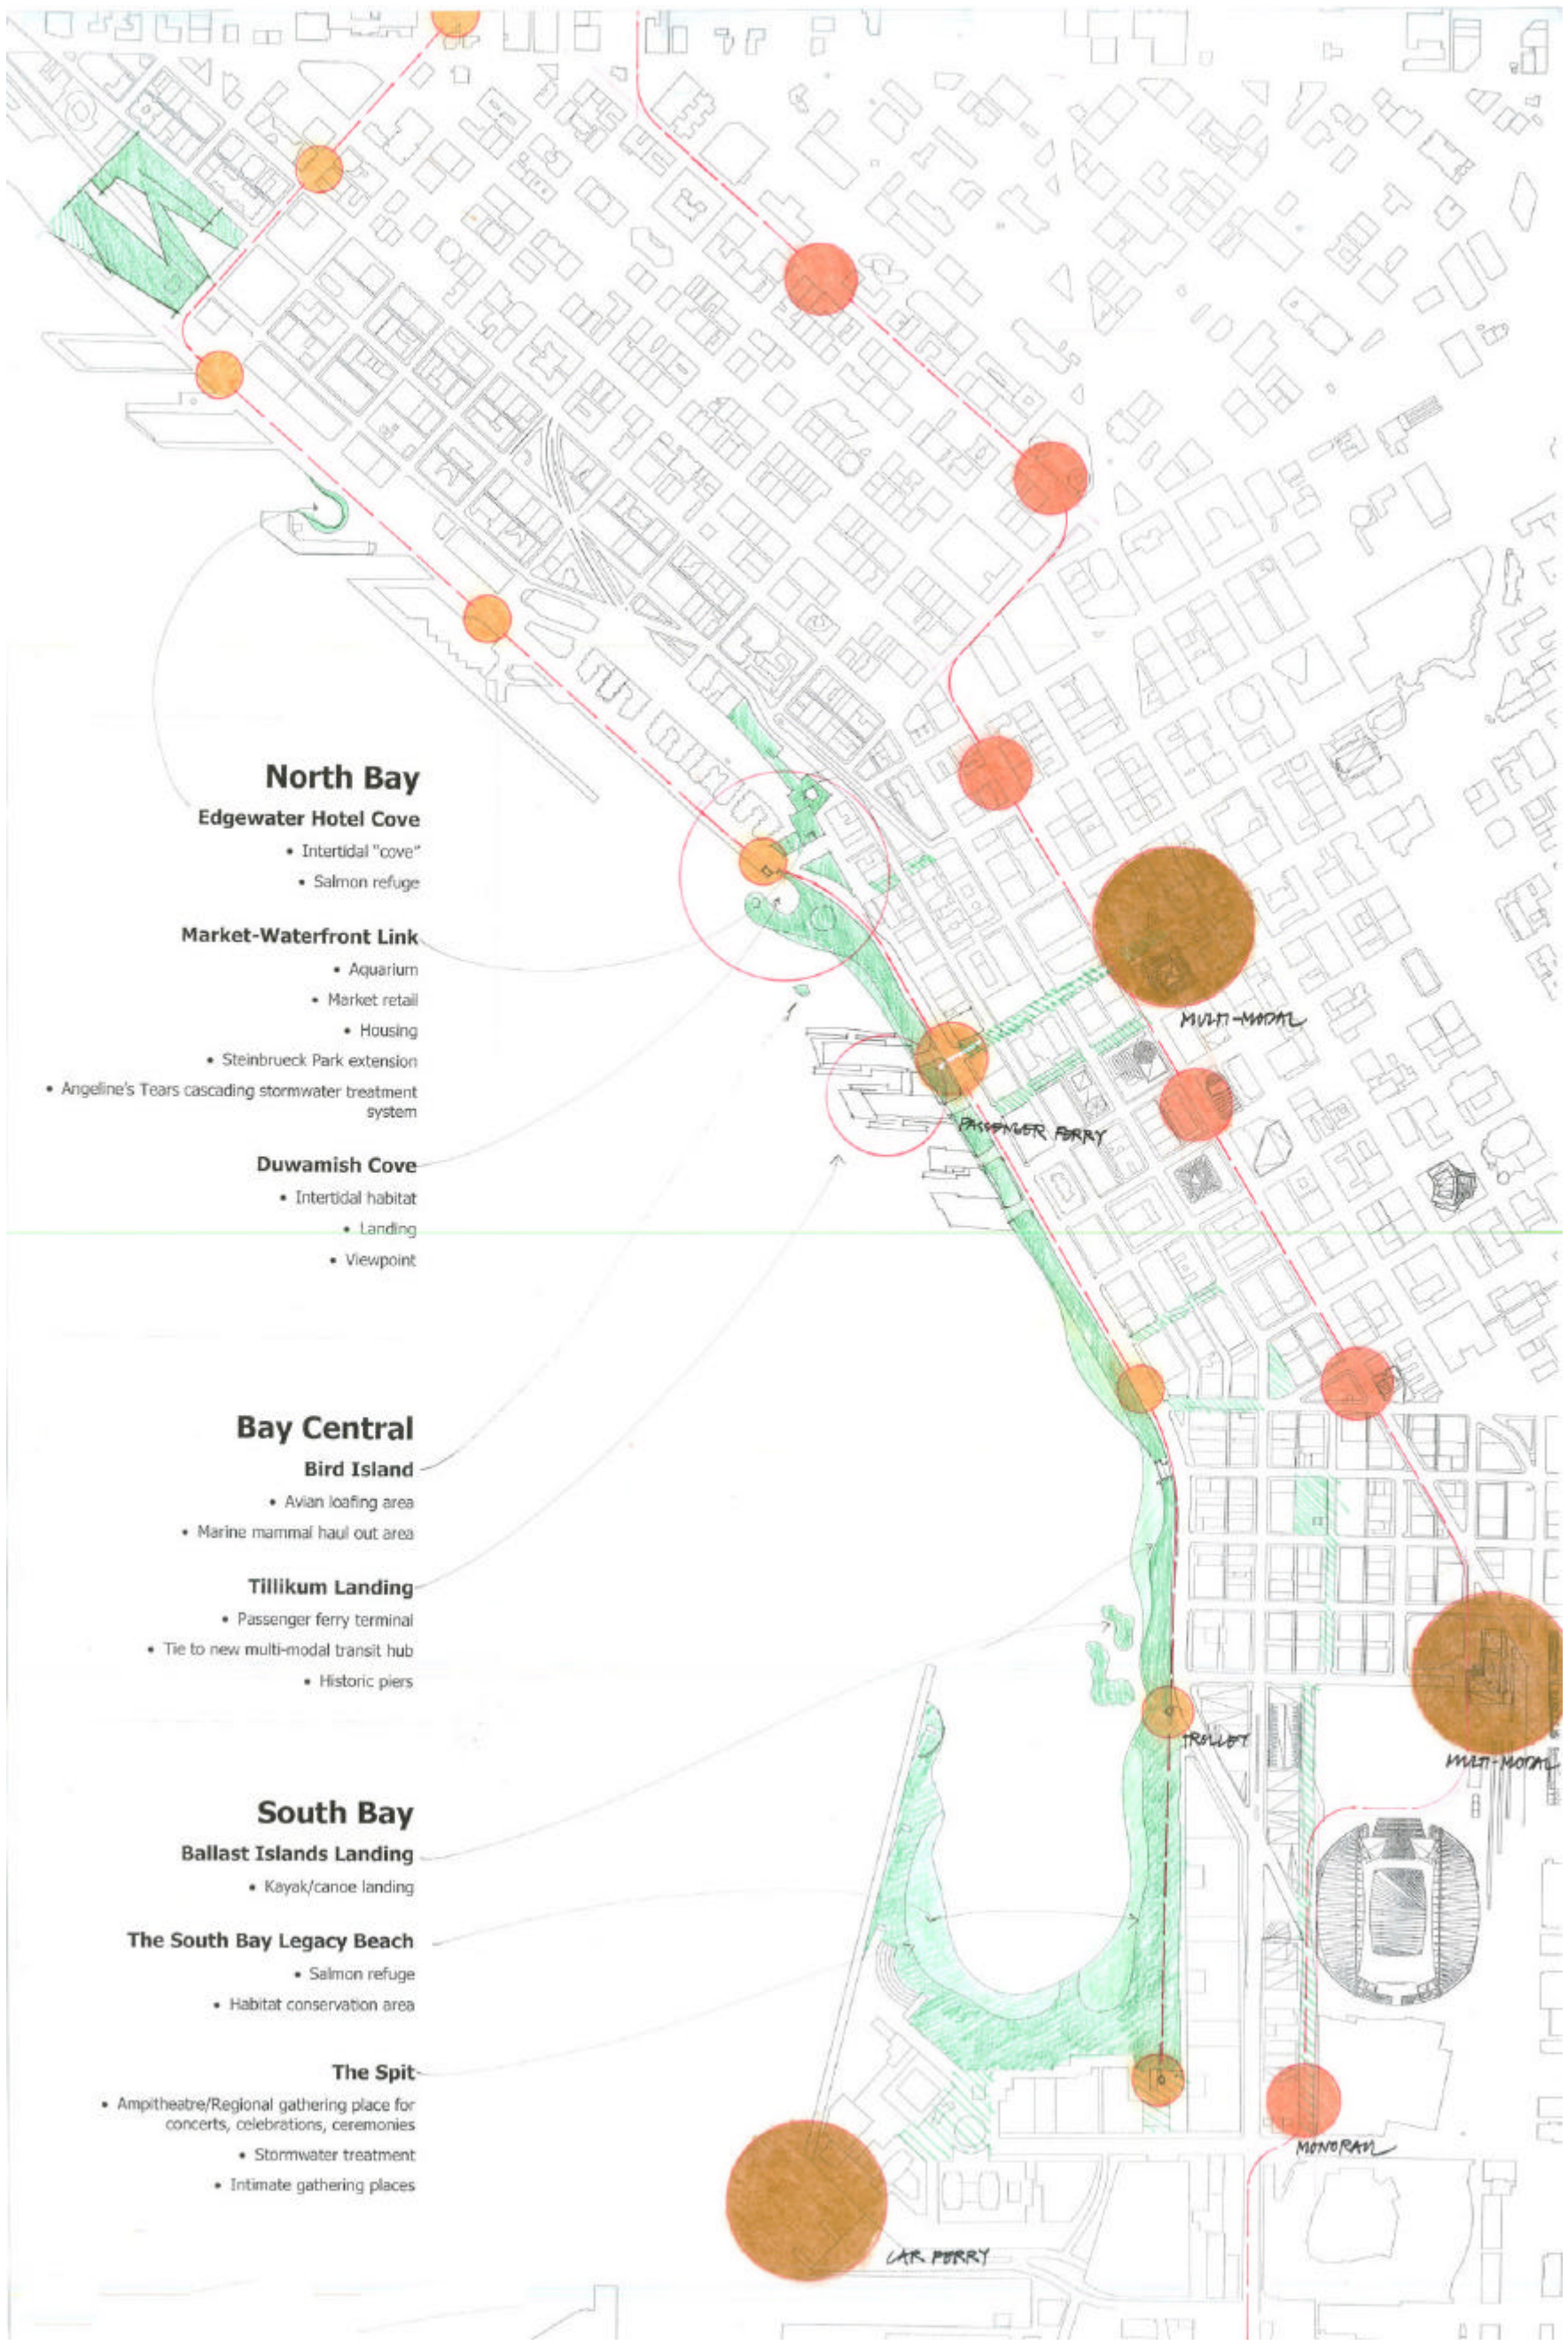 North Bay
Edgewater Hotel Cove
• Intertidal "cove"
• Salmon refuge
Market-Waterfront Link
• Aquarium
• Market retail
• Housing
• Steinbrueck Park extension
• Angeline's Tears cascading stormwater treatment
system
Duwamish Cove
• Intertidal habitat
• Landing
• Viewpoint
Bay Central
Bird Island
• Avian loafing area
• Marine mammal haul out area
Tillikum Landing
• Passenger ferry terminal
• Tie to new multi-modal transit hub
• Historic piers
South Bay
Ballast Islands Landing
• Kayak/canoe landing
The South Bay Legacy Beach
• Salmon refuge
• Habitat conservation area
The Spit
• Ampitheatre/Regional gathering place for
concerts, celebrations, ceremonies
• Stormwater treatment
• Intimate gathering places
MULTI-MODAL
PASSENGER FERRY
TROLLEY
MULTI-MODAL
MONORAIL
CAR FERRY